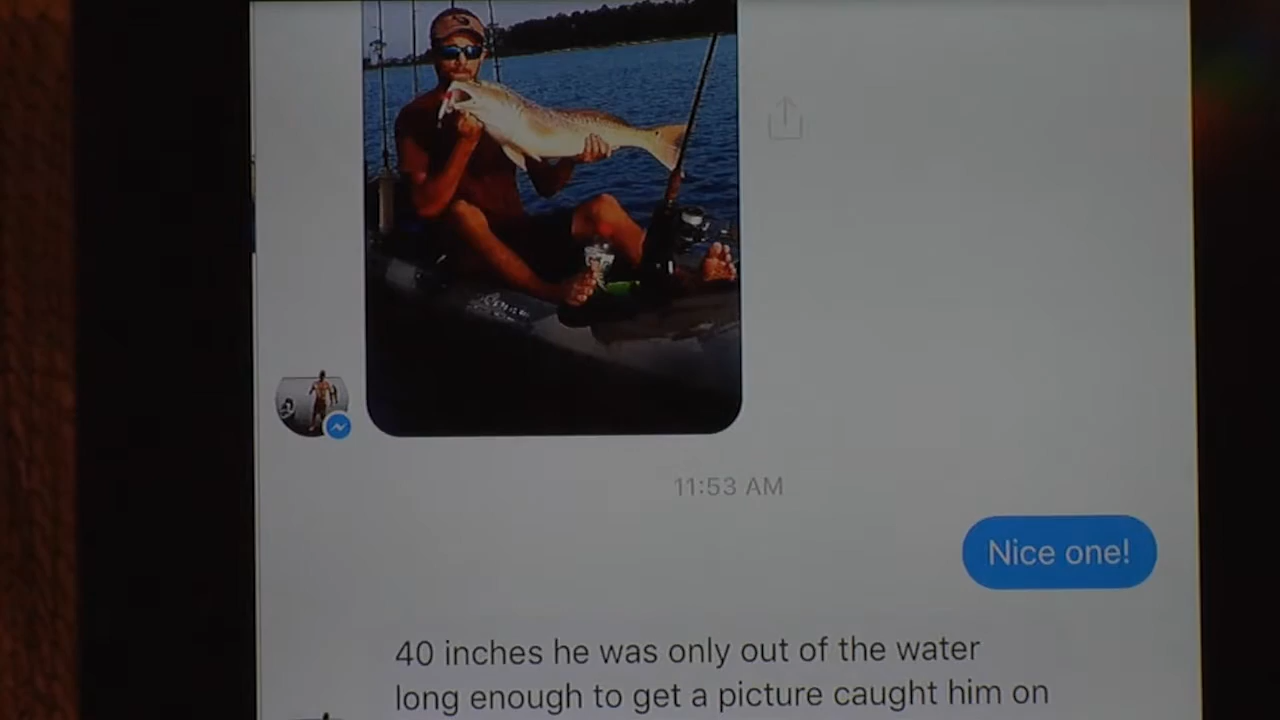 11:53 AM
Nice one!
40 inches he was only out of the water
long enough to get a picture caught him on